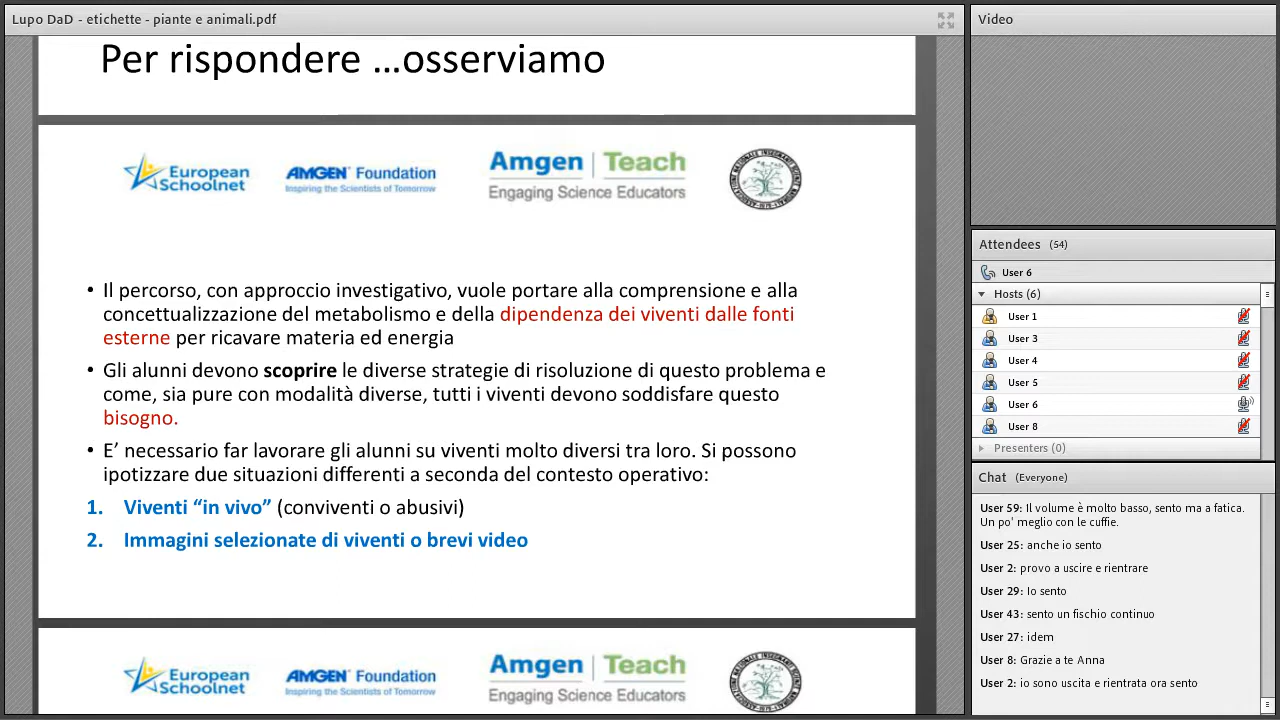 Lupo DaD - etichette - piante e animali.pdf
Per rispondere ...osserviamo
European
Schoolnet
AMGEN Foundation
Inspiring the Scientists of Tomorrow
Amgen | Teach
Engaging Science Educators
• Il percorso, con approccio investigativo, vuole portare alla comprensione e alla
concettualizzazione del metabolismo e della dipendenza dei viventi dalle fonti
esterne per ricavare materia ed energia
• Gli alunni devono scoprire le diverse strategie di risoluzione di questo problema e
come, sia pure con modalità diverse, tutti i viventi devono soddisfare questo
bisogno.
• E’ necessario far lavorare gli alunni su viventi molto diversi tra loro. Si possono
ipotizzare due situazioni differenti a seconda del contesto operativo:
1. Viventi “in vivo” (conviventi o abusivi)
2. Immagini selezionate di viventi o brevi video
European
Schoolnet
AMGEN Foundation
Inspiring the Scientists of Tomorrow
Amgen | Teach
Engaging Science Educators
Video
Attendees (54)
User 6
Hosts (6)
User 1
User 3
User 4
User 5
User 6
User 8
Presenters (0)
Chat (Everyone)
User 59: Il volume è molto basso, sento ma a fatica.
Un po' meglio con le cuffie.
User 25: anche io sento
User 2: provo a uscire e rientrare
User 29: Io sento
User 43: sento un fischio continuo
User 27: idem
User 8: Grazie a te Anna
User 2: io sono uscita e rientrata ora sento